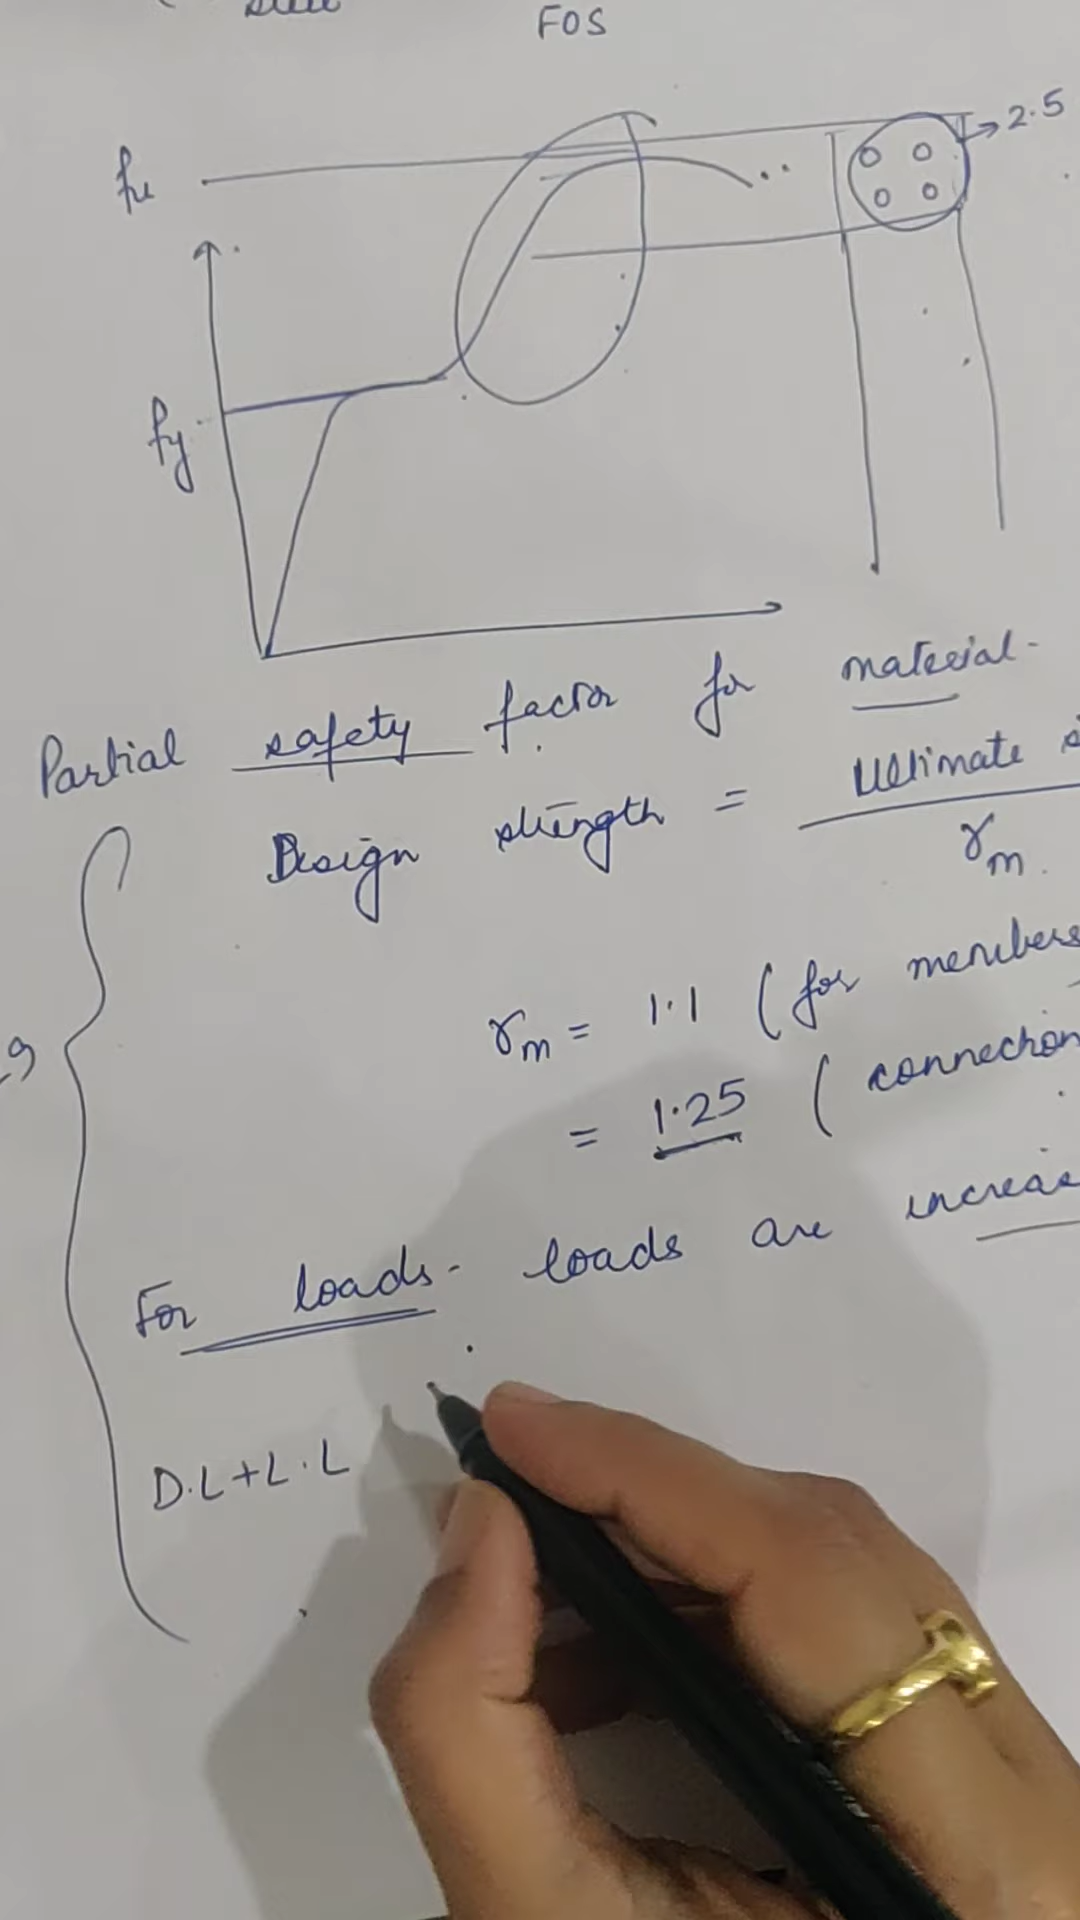 FOS
fu
2.5
fy
Partial safety factor for material-
Design strength = Ultimate
γm.
γm = 1.1 (for members
= 1.25 (connection
For loads- loads are increas
D.L+L.L